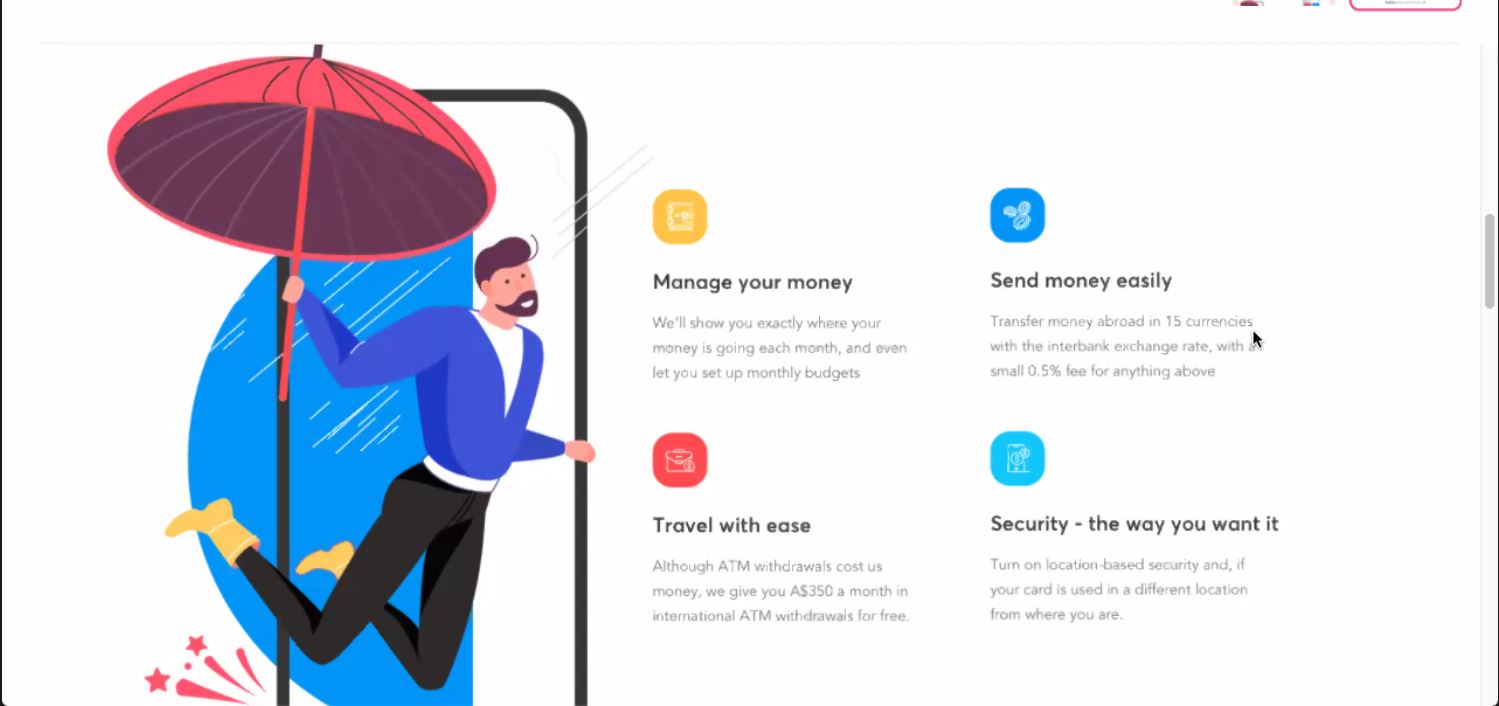 Manage your money
We'll show you exactly where your
money is going each month, and even
let you set up monthly budgets
Send money easily
Transfer money abroad in 15 currencies
with the interbank exchange rate, with
small 0.5% fee for anything above
Travel with ease
Although ATM withdrawals cost us
money, we give you A$350 a month in
international ATM withdrawals for free.
Security - the way you want it
Turn on location-based security and, if
your card is used in a different location
from where you are.